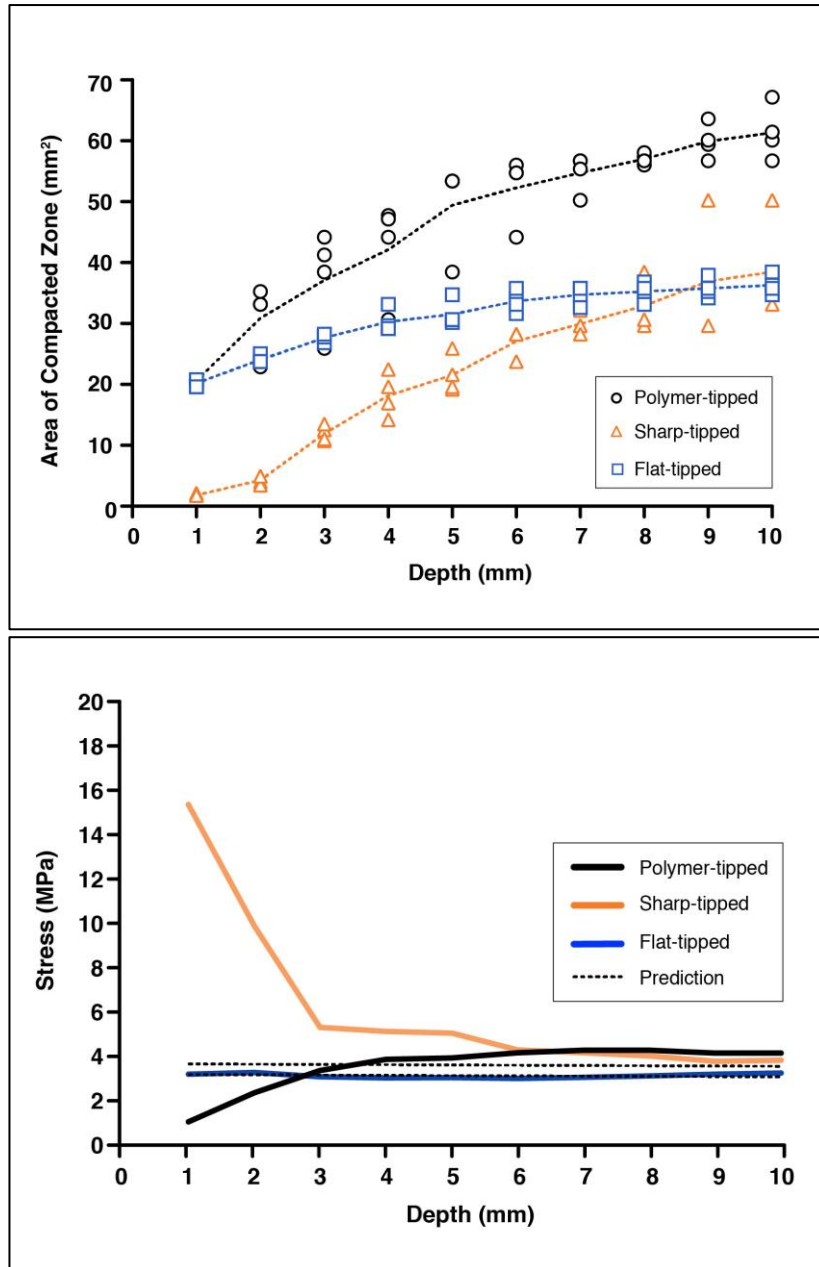 70
60
50
40
30
20
10
0
Area of Compacted Zone (mm²)
Polymer-tipped
Sharp-tipped
Flat-tipped
0 1 2 3 4 5 6 7 8 9 10
Depth (mm)
20
18
16
14
12
10
8
6
4
2
0
Stress (MPa)
Polymer-tipped
Sharp-tipped
Flat-tipped
Prediction
0 1 2 3 4 5 6 7 8 9 10
Depth (mm)